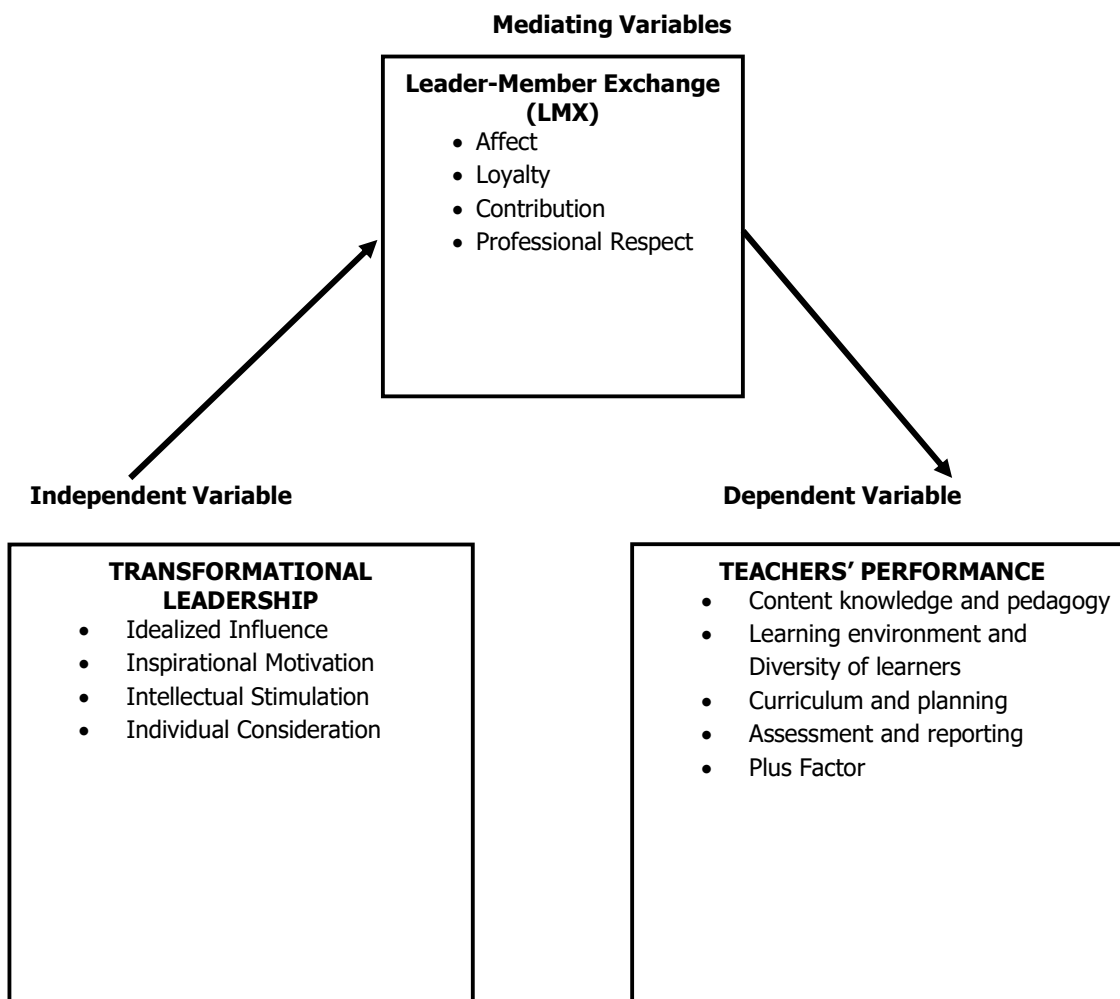 Mediating Variables
Leader-Member Exchange
(LMX)
• Affect
• Loyalty
• Contribution
• Professional Respect
Independent Variable
TRANSFORMATIONAL
LEADERSHIP
• Idealized Influence
• Inspirational Motivation
• Intellectual Stimulation
• Individual Consideration
Dependent Variable
TEACHERS’ PERFORMANCE
• Content knowledge and pedagogy
• Learning environment and
Diversity of learners
• Curriculum and planning
• Assessment and reporting
• Plus Factor